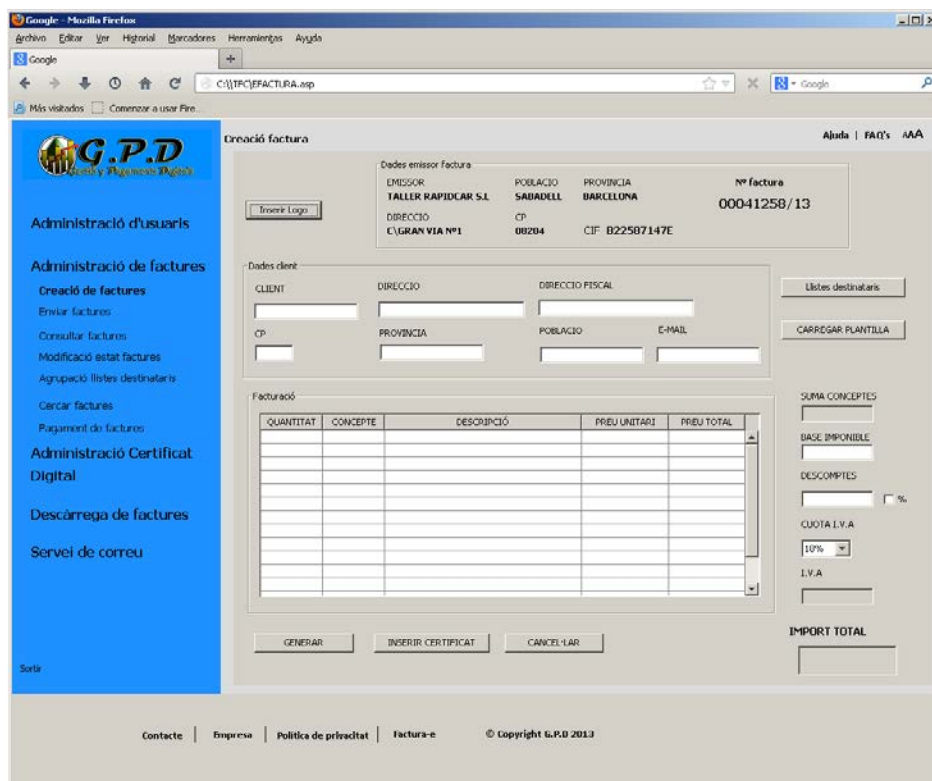 Google - Mozilla Firefox
Archivo Editar Ver Historial Marcadores Herramientas Ayuda
Google
C:\\TFC\EFACTURA.asp
Google
Más visitados Comenzar a usar Fire...
G.P.D
Creació factura
Ajuda | FAQ's AAA
Dades emissor factura
EMISSOR POBLACIO PROVINCIA Nº factura
TALLER RAPIDCAR S.L SABADELL BARCELONA 00041258/13
Inserir Logo
DIRECCIO CP
C\GRAN VIA Nº1 08204 CIF B22587147E
Administració d'usuaris
Administració de factures
Creació de factures
Enviar factures
Consultar factures
Modificació estat factures
Agrupació llistes destinataris
Cercar factures
Pagament de factures
Administració Certificat
Digital
Descàrrega de factures
Servei de correu
Sortir
Dades client
CLIENT DIRECCIO DIRECCIO FISCAL
CP PROVINCIA POBLACIO E-MAIL
Llistes destinataris
CARREGAR PLANTILLA
Facturació
QUANTITAT CONCEPTE DESCRIPCIÓ PREU UNITARI PREU TOTAL
SUMA CONCEPTES
BASE IMPONIBLE
DESCOMPTES
%
CUOTA I.V.A
10%
I.V.A
IMPORT TOTAL
GENERAR INSERIR CERTIFICAT CANCEL·LAR
Contacte | Empresa | Política de privacitat | Factura-e © Copyright G.P.D 2013